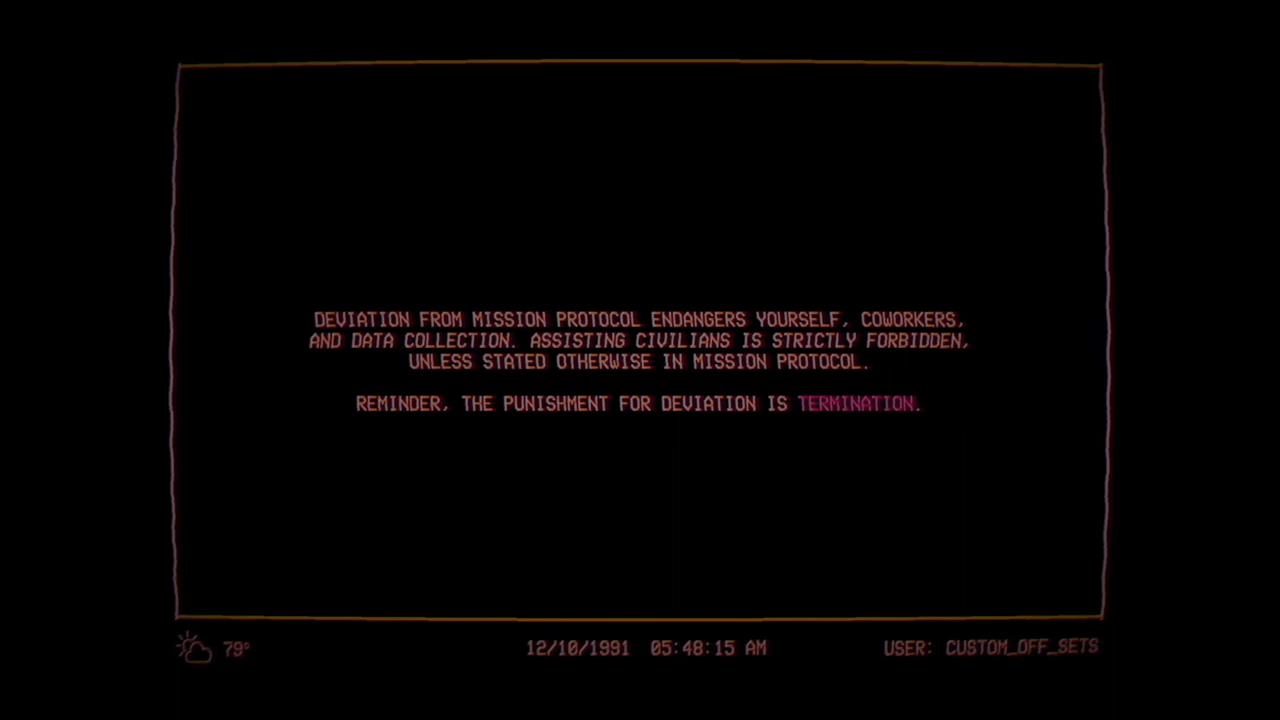 DEVIATION FROM MISSION PROTOCOL ENDANGERS YOURSELF, COWORKERS,
AND DATA COLLECTION. ASSISTING CIVILIANS IS STRICTLY FORBIDDEN,
UNLESS STATED OTHERWISE IN MISSION PROTOCOL.
REMINDER, THE PUNISHMENT FOR DEVIATION IS TERMINATION.
79° 12/10/1991 05:48:15 AM USER: CUSTOM_OFF_SETS